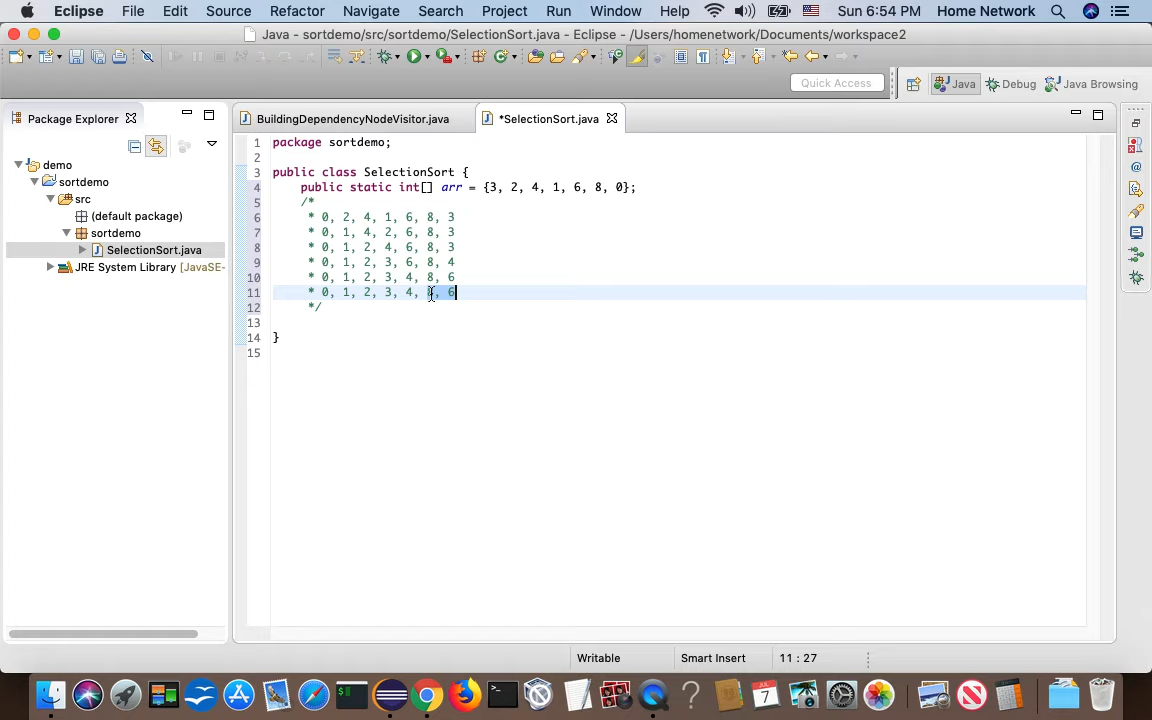 Eclipse File Edit Source Refactor Navigate Search Project Run Window Help Sun 6:54 PM Home Network
Java - sortdemo/src/sortdemo/SelectionSort.java - Eclipse - /Users/homenetwork/Documents/workspace2
Quick Access Java Debug Java Browsing
Package Explorer BuildingDependencyNodeVisitor.java *SelectionSort.java
demo
sortdemo
src
(default package)
sortdemo
SelectionSort.java
JRE System Library [JavaSE-
1 package sortdemo;
2
3 public class SelectionSort {
4 public static int[] arr = {3, 2, 4, 1, 6, 8, 0};
5 /*
6 * 0, 2, 4, 1, 6, 8, 3
7 * 0, 1, 4, 2, 6, 8, 3
8 * 0, 1, 2, 4, 6, 8, 3
9 * 0, 1, 2, 3, 6, 8, 4
10 * 0, 1, 2, 3, 4, 8, 6
11 * 0, 1, 2, 3, 4, 8, 6
12 */
13
14 }
15
Writable Smart Insert 11 : 27
7